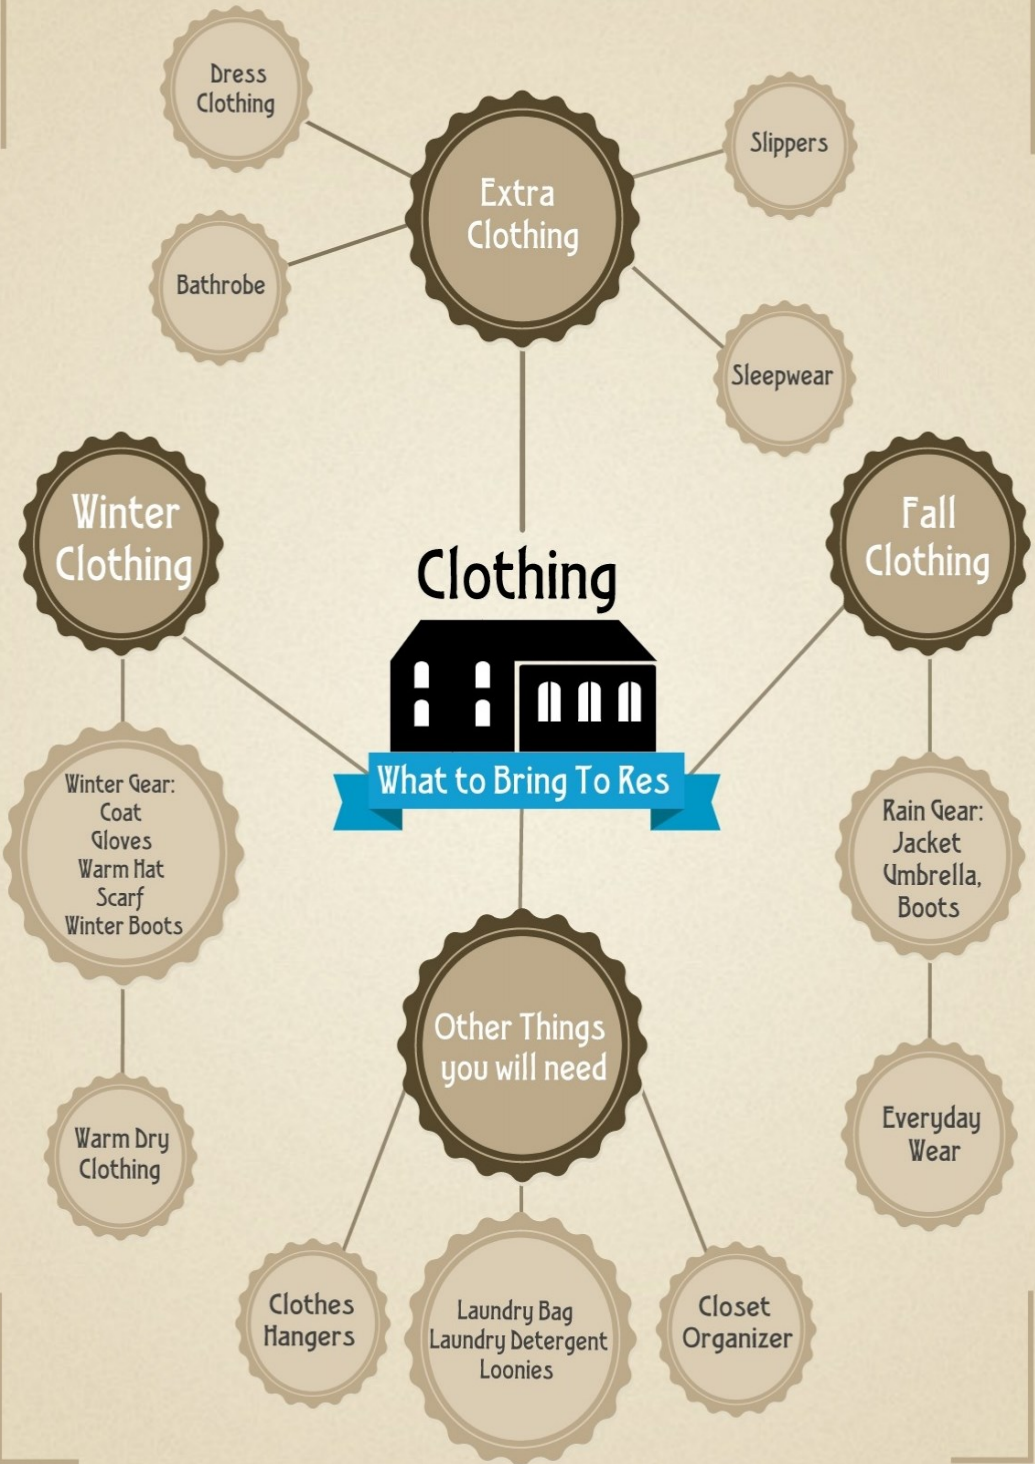 Dress
Clothing
Slippers
Extra
Clothing
Bathrobe
Sleepwear
Winter
Clothing
Fall
Clothing
Clothing
What to Bring To Res
Winter Gear:
Coat
Gloves
Warm Hat
Scarf
Winter Boots
Rain Gear:
Jacket
Umbrella,
Boots
Other Things
you will need
Warm Dry
Clothing
Everyday
Wear
Clothes
Hangers
Laundry Bag
Laundry Detergent
Loonies
Closet
Organizer